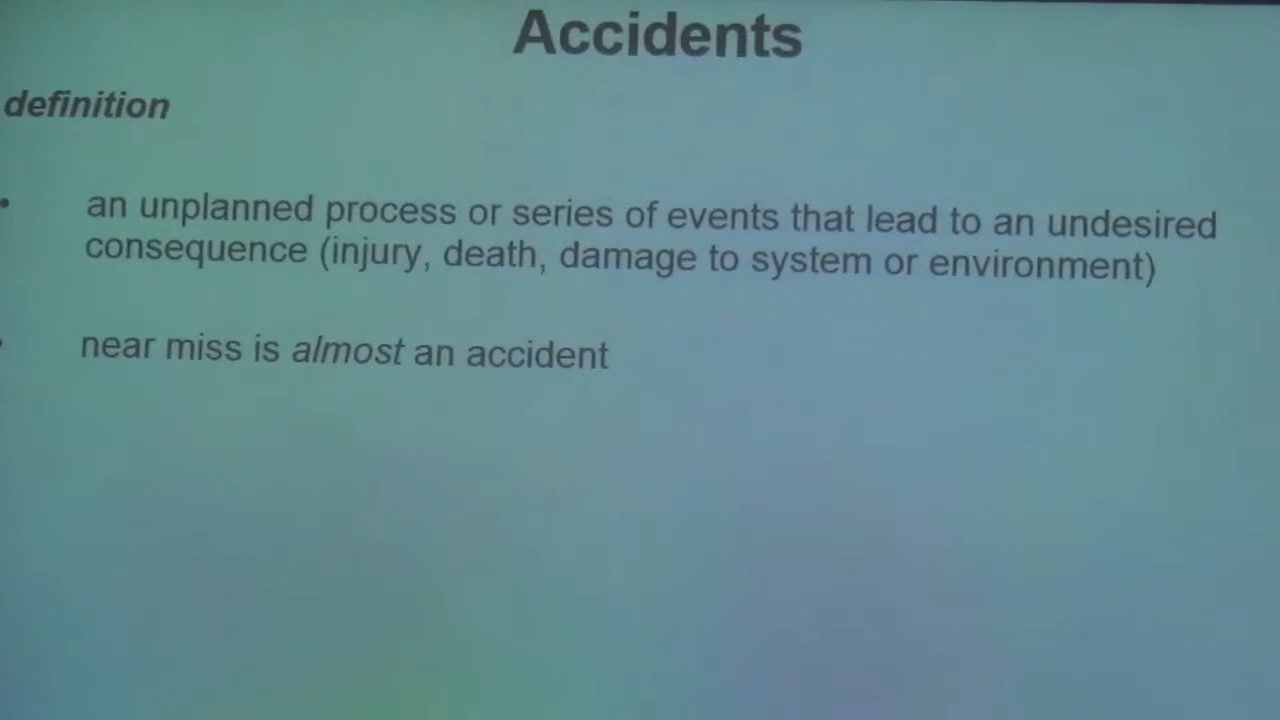 Accidents
definition
• an unplanned process or series of events that lead to an undesired
consequence (injury, death, damage to system or environment)
• near miss is almost an accident